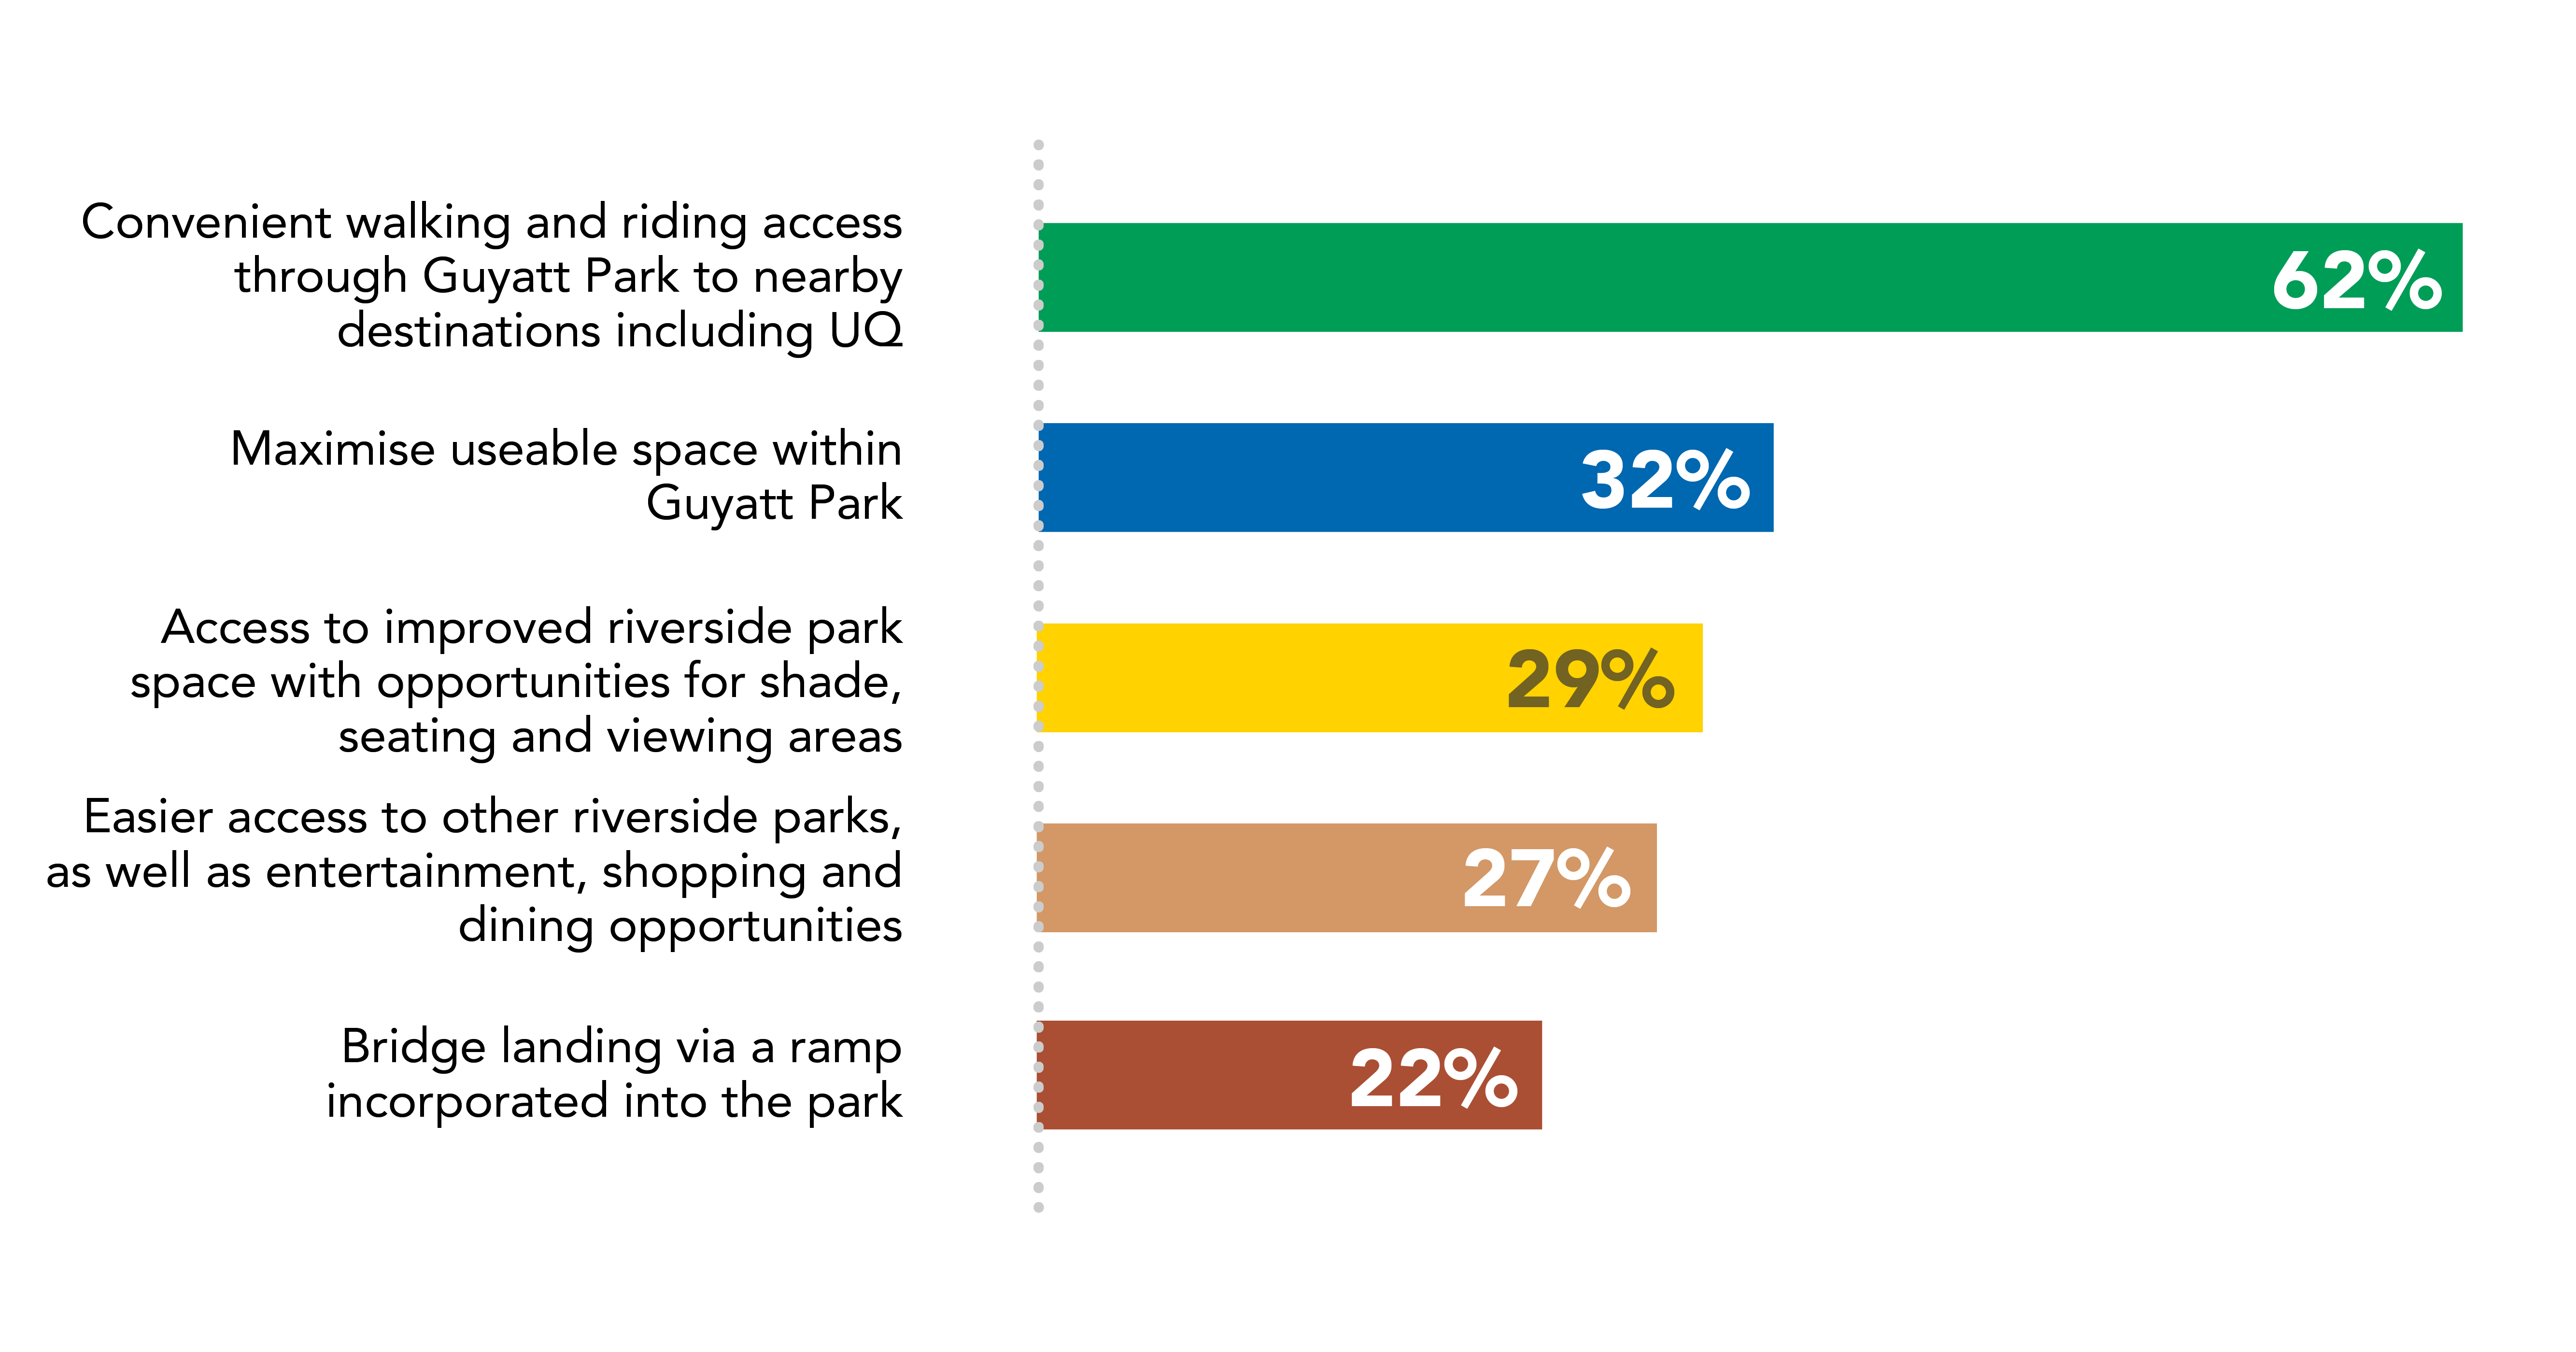 Convenient walking and riding access
through Guyatt Park to nearby
destinations including UQ
62%
Maximise useable space within
Guyatt Park
32%
Access to improved riverside park
space with opportunities for shade,
seating and viewing areas
29%
Easier access to other riverside parks,
as well as entertainment, shopping and
dining opportunities
27%
Bridge landing via a ramp
incorporated into the park
22%